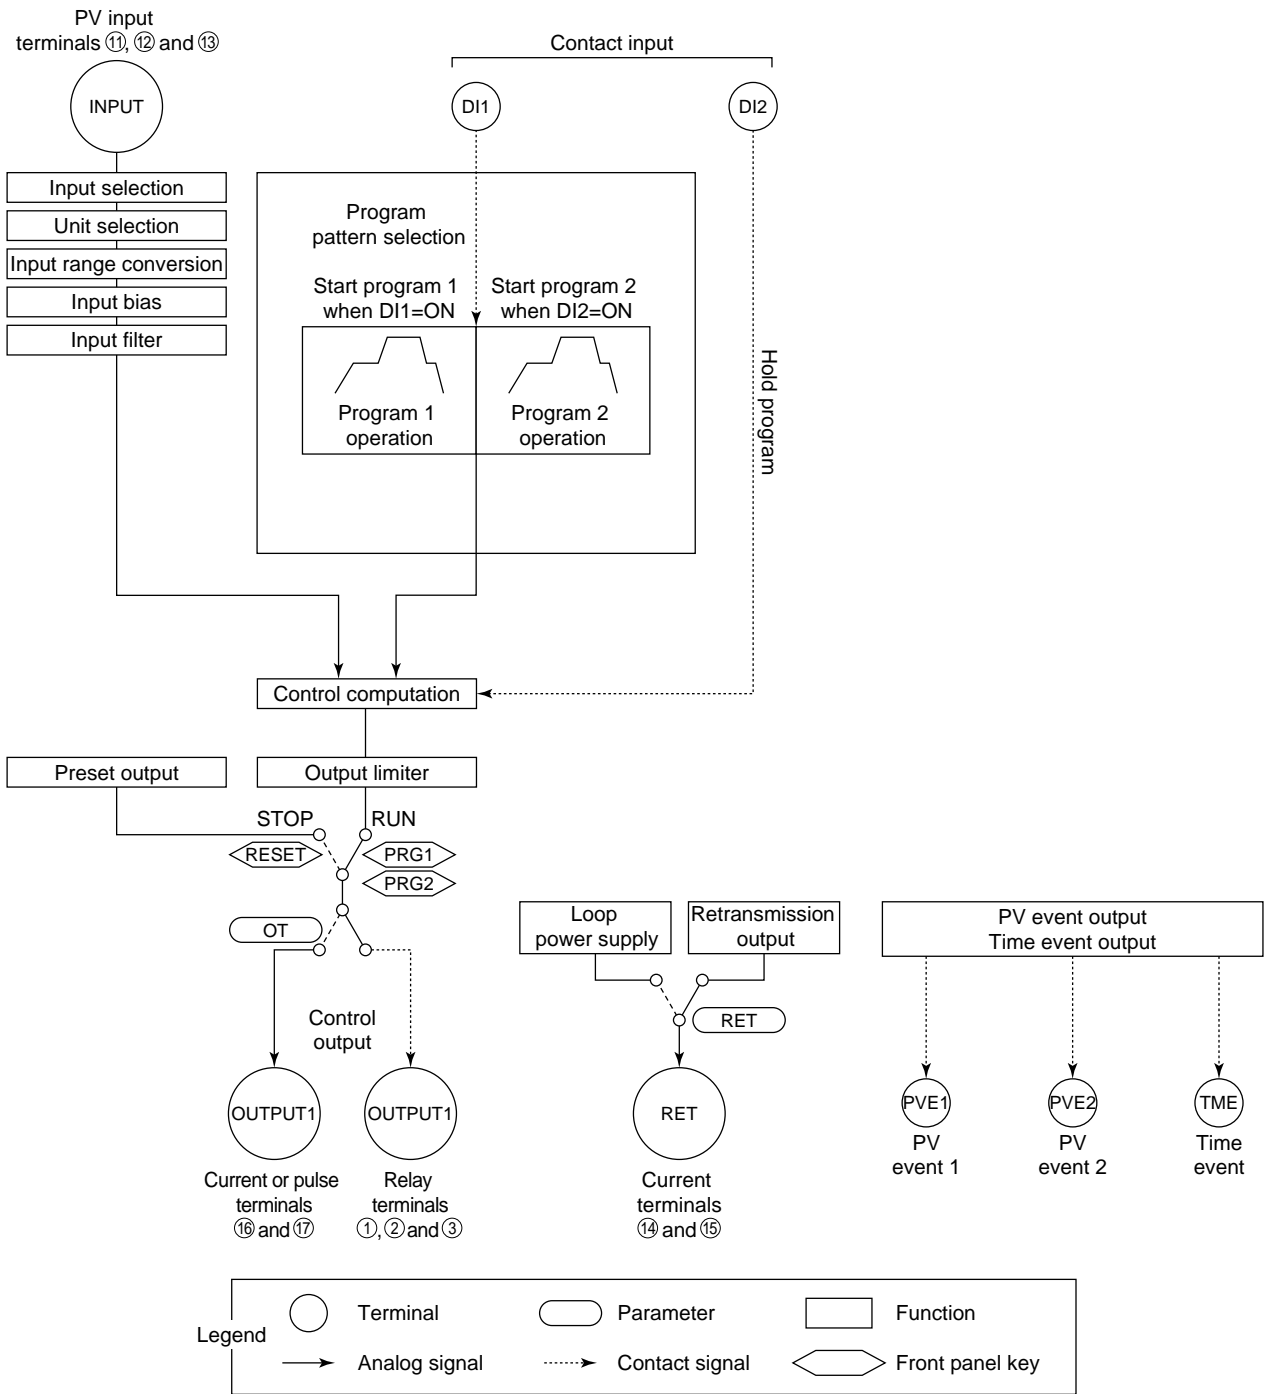 PV input
terminals ⑪, ⑫ and ⑬
Contact input
INPUT
DI1
DI2
Input selection
Unit selection
Input range conversion
Input bias
Input filter
Program
pattern selection
Start program 1
when DI1=ON
Start program 2
when DI2=ON
Program 1
operation
Program 2
operation
Hold program
Control computation
Preset output
Output limiter
STOP
RUN
RESET
PRG1
PRG2
OT
Control
output
OUTPUT1
OUTPUT1
Current or pulse
terminals
⑯ and ⑰
Relay
terminals
①, ② and ③
Loop
power supply
Retransmission
output
RET
RET
Current
terminals
⑭ and ⑮
PV event output
Time event output
PVE1
PVE2
TME
PV
event 1
PV
event 2
Time
event
Legend
Terminal
Parameter
Function
Analog signal
Contact signal
Front panel key